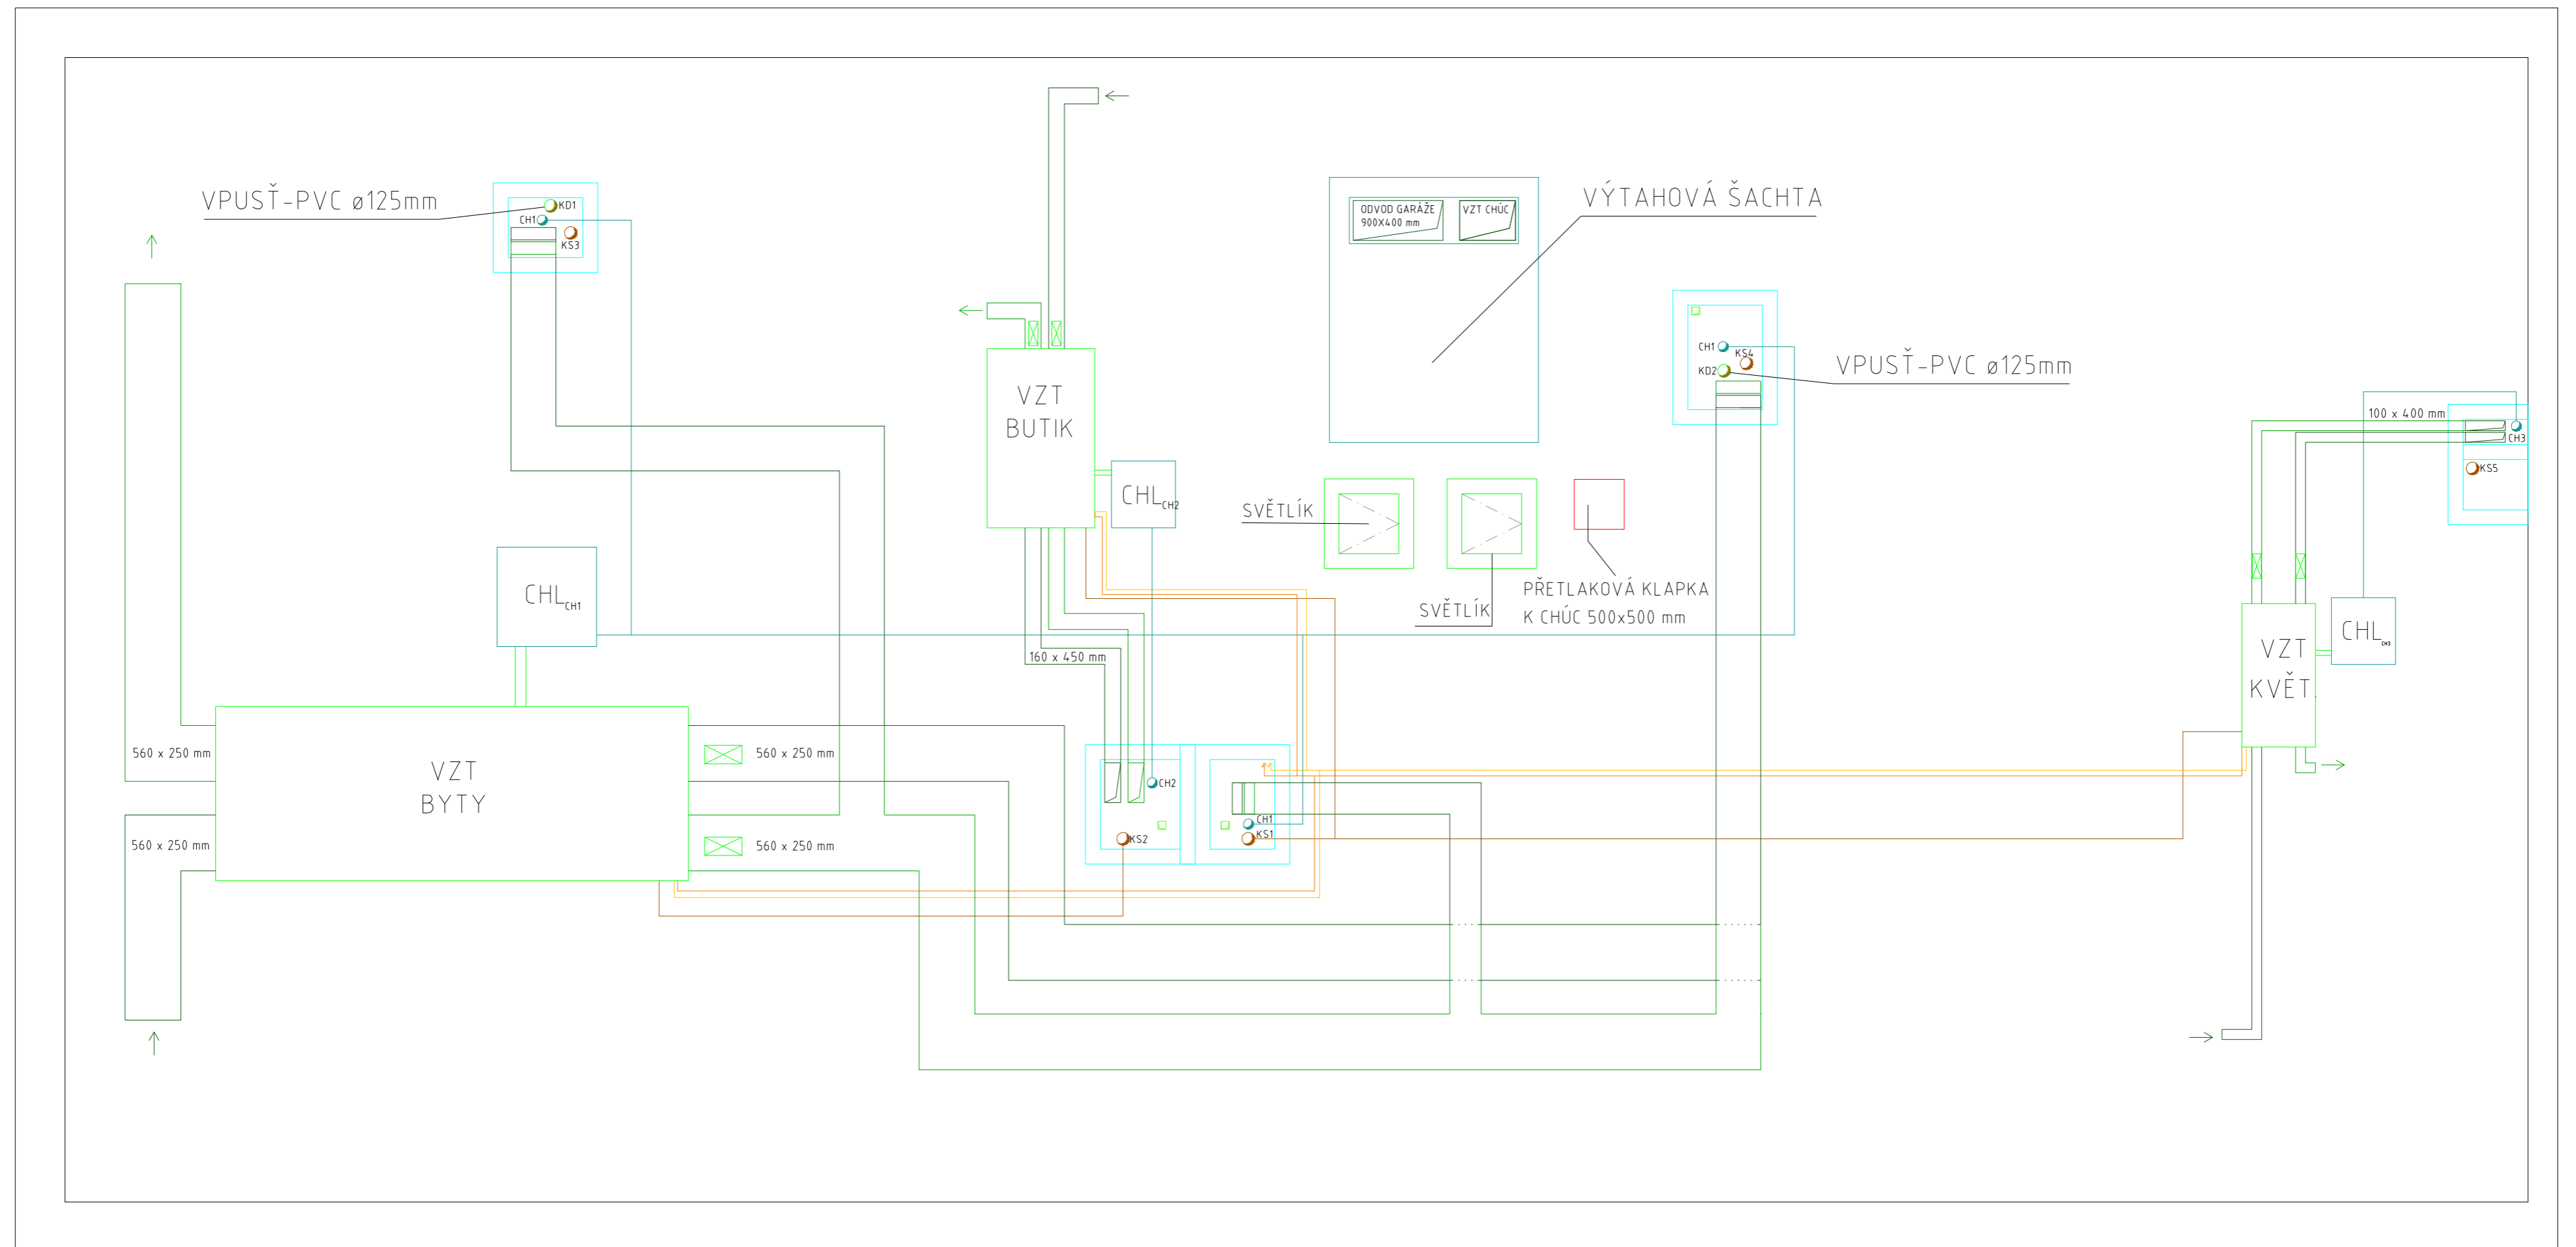 VÝTAHOVÁ ŠACHTA
VPUSŤ-PVC ø125mm
KD1
CH1
KS3
ODVOD GARÁŽE
900X400 mm
VZT CHÚC
CH1
KS4
KD2
VPUSŤ-PVC ø125mm
VZT
BUTIK
100 x 400 mm
CH3
KS5
CHL CH2
SVĚTLÍK
SVĚTLÍK
PŘETLAKOVÁ KLAPKA
K CHÚC 500x500 mm
CHL CH1
160 x 450 mm
CHL CH3
VZT
KVĚT.
560 x 250 mm
560 x 250 mm
VZT
BYTY
560 x 250 mm
560 x 250 mm
CH2
KS2
CH1
KS1